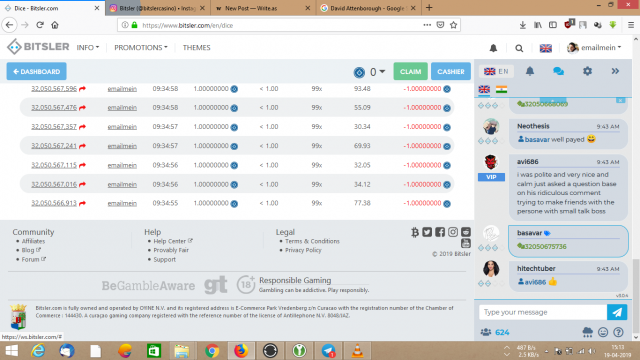 Dice - Bitsler.com
Instagram (@bitslercasino) • Insta
New Post — Write.as
David Attenborough - Google
https://www.bitsler.com/en/dice
BITSLER
INFO
PROMOTIONS
THEMES
emailmein
DASHBOARD
0
CLAIM
CASHIER
EN
32,050,567,596 emailmein 09:34:58 1.00000000 < 1.00 99x 93.48 -1.00000000
32,050,567,476 emailmein 09:34:58 1.00000000 < 1.00 99x 55.09 -1.00000000
32,050,567,357 emailmein 09:34:57 1.00000000 < 1.00 99x 30.34 -1.00000000
32,050,567,241 emailmein 09:34:57 1.00000000 < 1.00 99x 69.93 -1.00000000
32,050,567,115 emailmein 09:34:56 1.00000000 < 1.00 99x 32.05 -1.00000000
32,050,567,016 emailmein 09:34:56 1.00000000 < 1.00 99x 34.12 -1.00000000
32,050,566,913 emailmein 09:34:55 1.00000000 < 1.00 99x 77.38 -1.00000000
Community
Affiliates
Blog
Forum
Help
Help Center
Provably Fair
Support
Legal
Terms & Conditions
Privacy Policy
© 2019 Bitsler
BeGambleAware
gt
18+
Responsible Gaming
Gambling can be addictive. Play responsibly.
Bitsler.com is fully owned and operated by OYINE N.V. and its registered address is E-Commerce Park Vredenberg z/n Curacao with the registration number of the Chamber of
Commerce : 144430. A curaçao gaming company registered with the reference number of the license of Antillephone N.V. 8048/JAZ.
https://ws.bitsler.com/#
Neothesis 9:43 AM
basavar well payed
avi686 9:43 AM
VIP
i was polite and very nice and
calm just asked a question base
on his ridiculous comment
trying to make friends with the
persone with small talk boss
basavar 9:43 AM
32050675736
hitechtuber 9:43 AM
avi686
Type your message
624
487 B/s
2.5 KB/s
15:13
19-04-2019